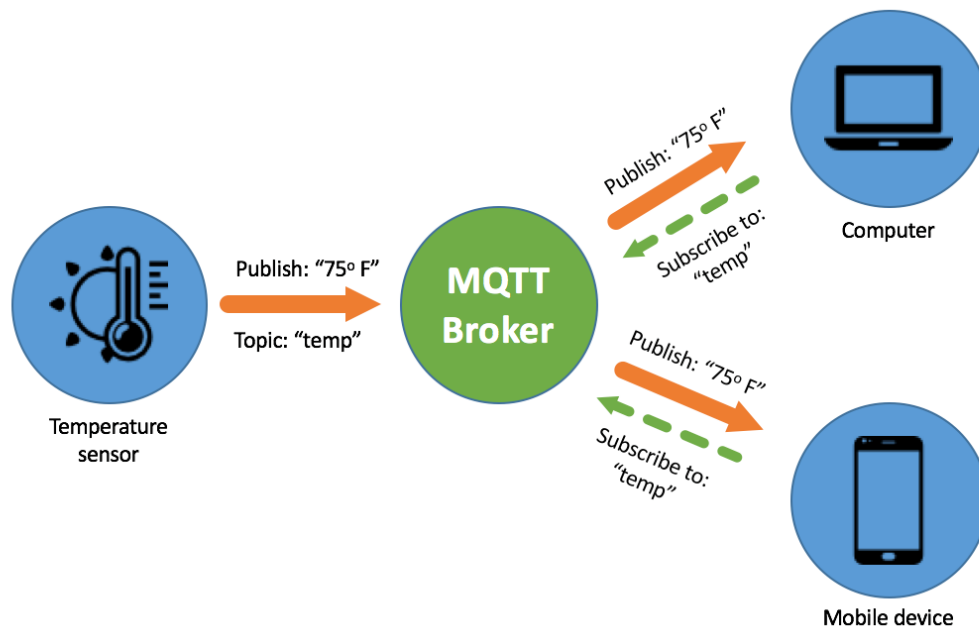 Publish: “75º F”
Topic: “temp”
Temperature
sensor
MQTT
Broker
Publish: “75º F”
Subscribe to:
“temp”
Computer
Publish: “75º F”
Subscribe to:
“temp”
Mobile device